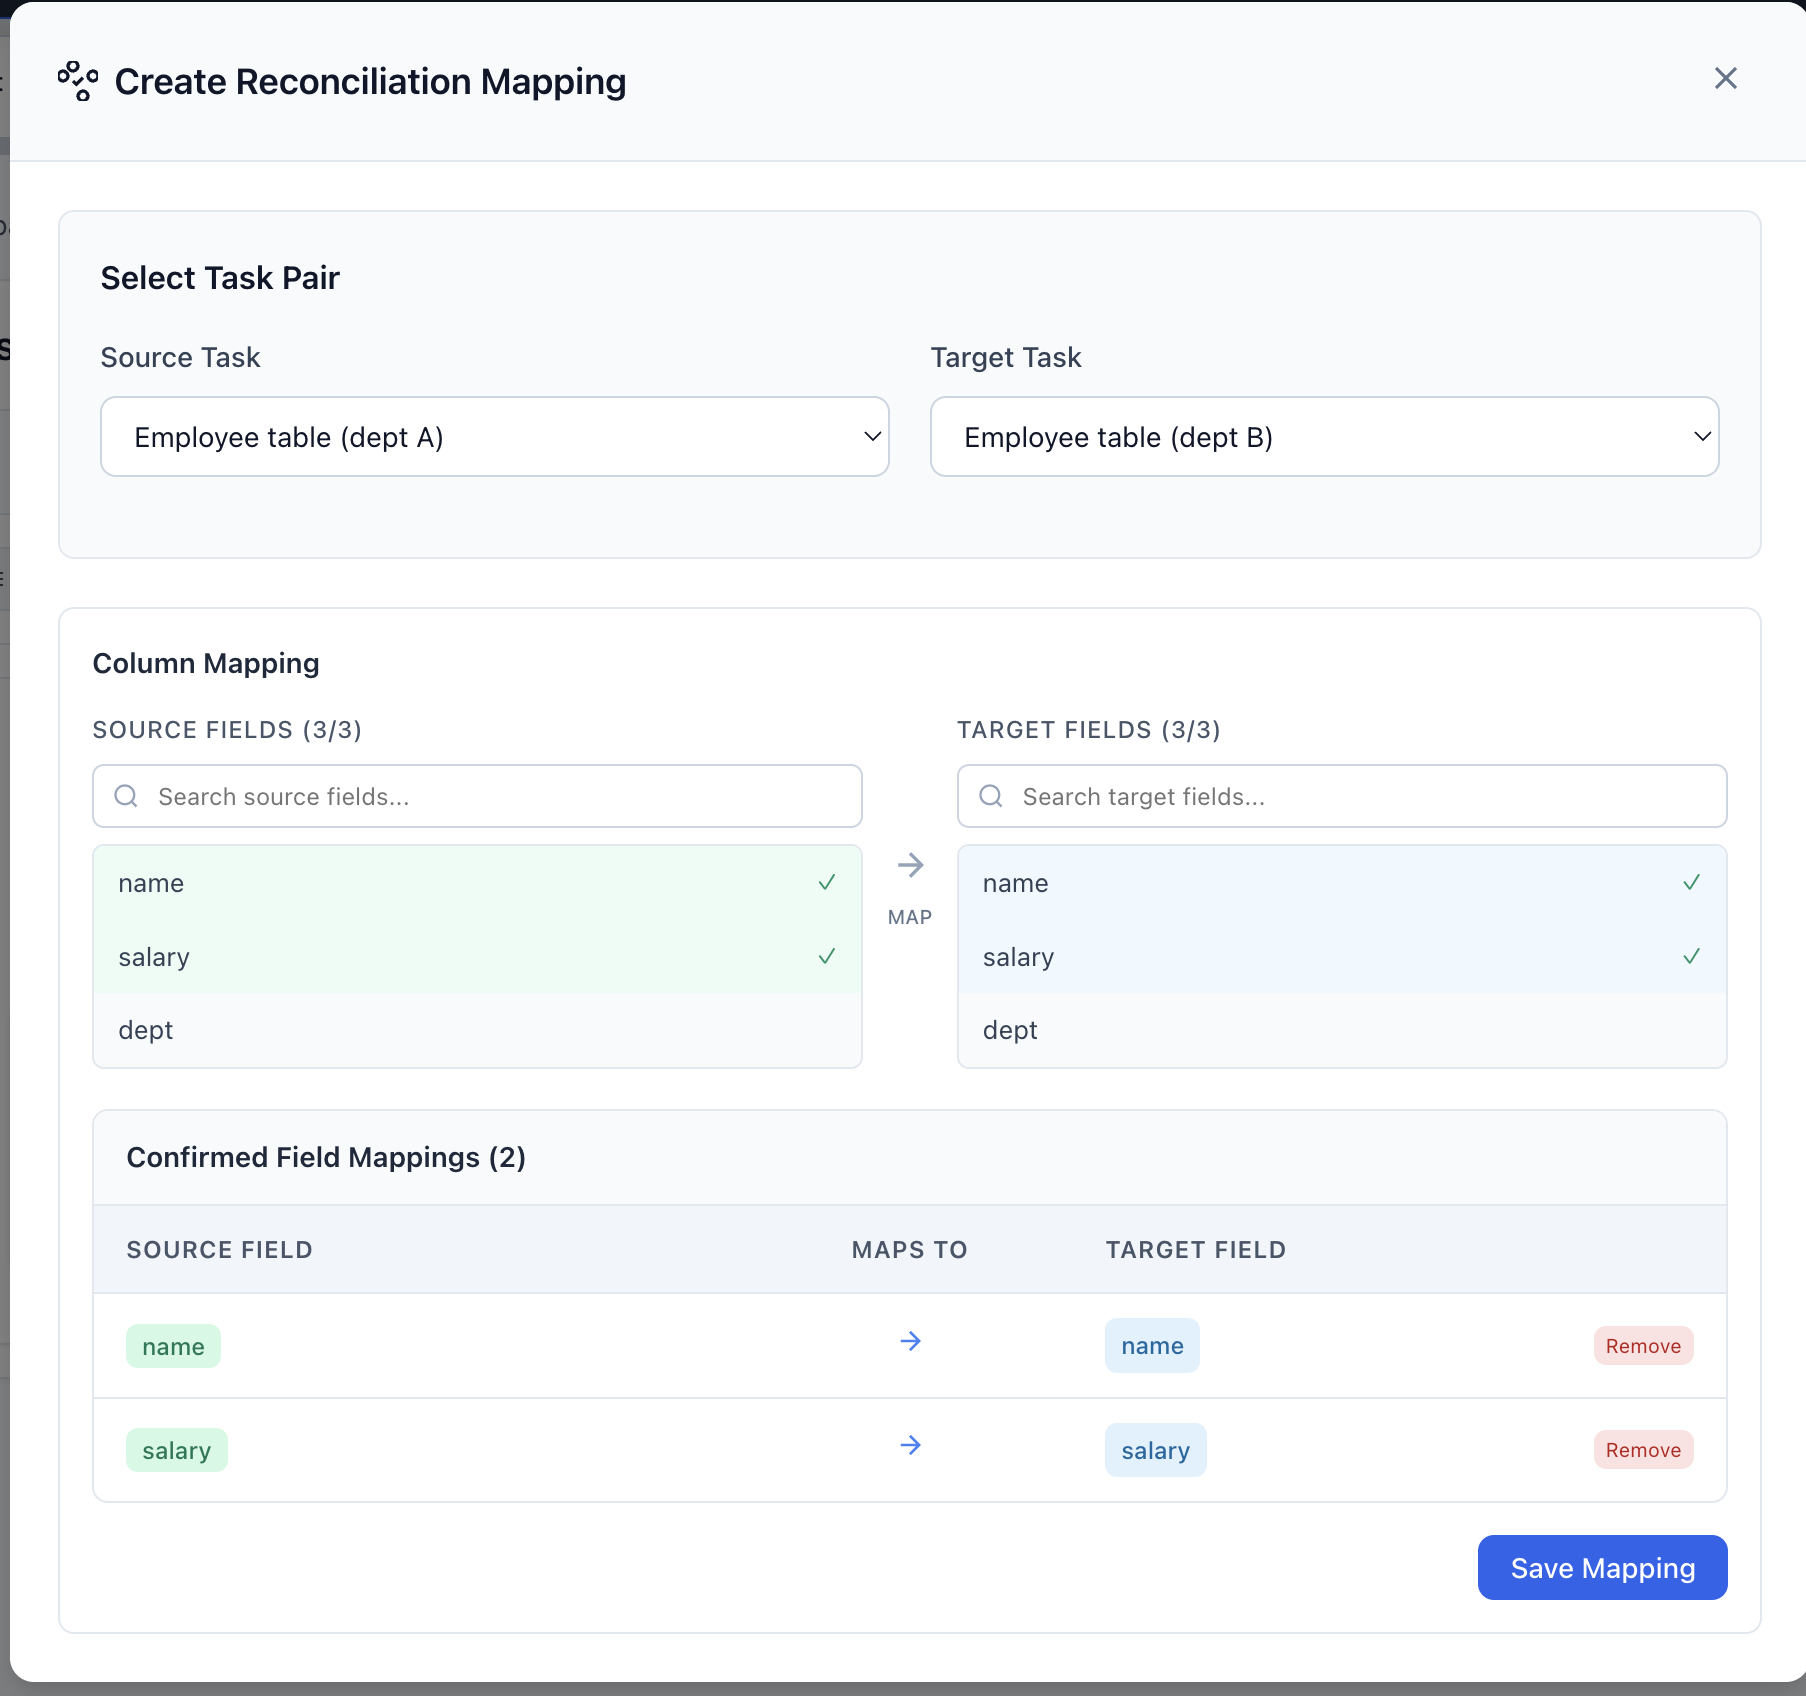 Create Reconciliation Mapping
Select Task Pair
Source Task
Target Task
Employee table (dept A)
Employee table (dept B)
Column Mapping
SOURCE FIELDS (3/3)
TARGET FIELDS (3/3)
Search source fields...
Search target fields...
name
salary
dept
MAP
name
salary
dept
Confirmed Field Mappings (2)
SOURCE FIELD MAPS TO TARGET FIELD
name name Remove
salary salary Remove
Save Mapping